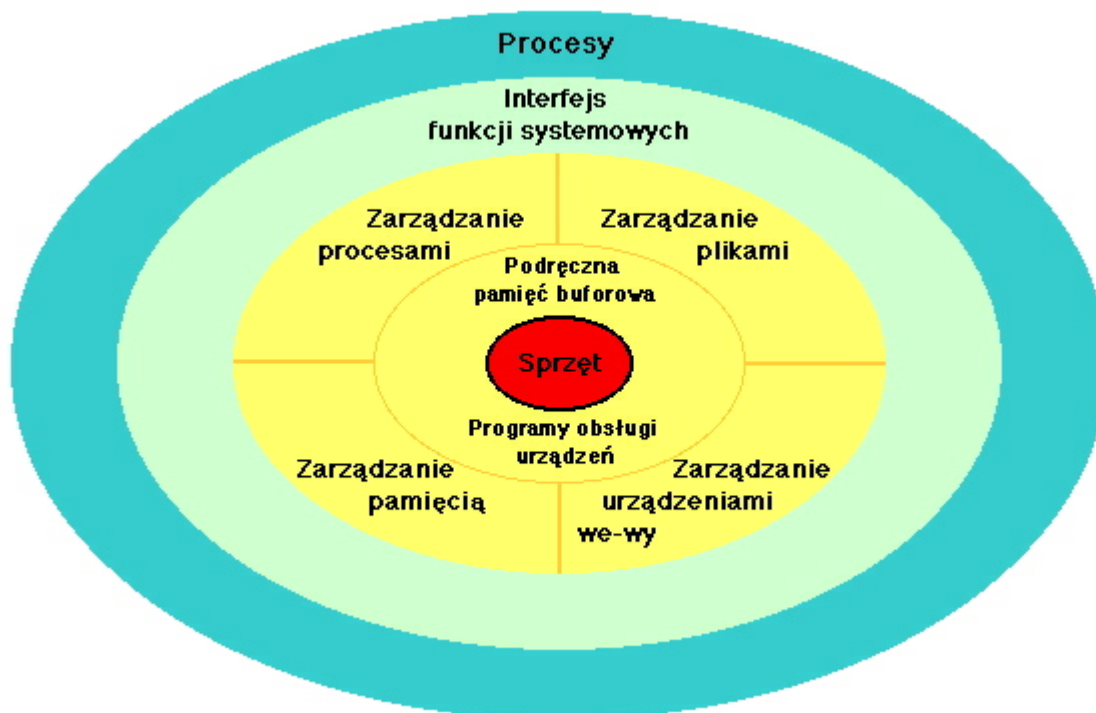 Procesy
Interfejs
funkcji systemowych
Zarządzanie
procesami
Zarządzanie
plikami
Podręczna
pamięć buforowa
Sprzęt
Programy obsługi
urządzeń
Zarządzanie
pamięcią
Zarządzanie
urządzeniami
we-wy